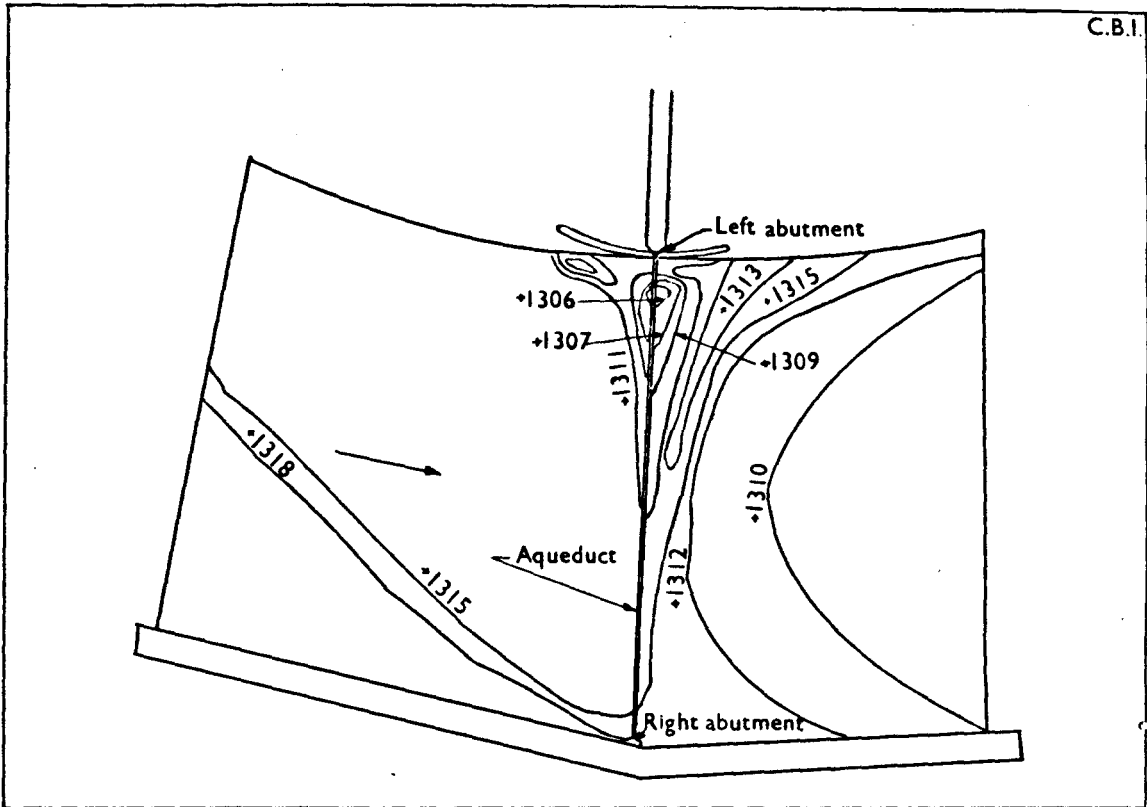 C.B.I.
Left abutment
+1306
+1313
+1315
+1307
+1309
+1311
+1318
+1310
Aqueduct
+1315
+1312
Right abutment